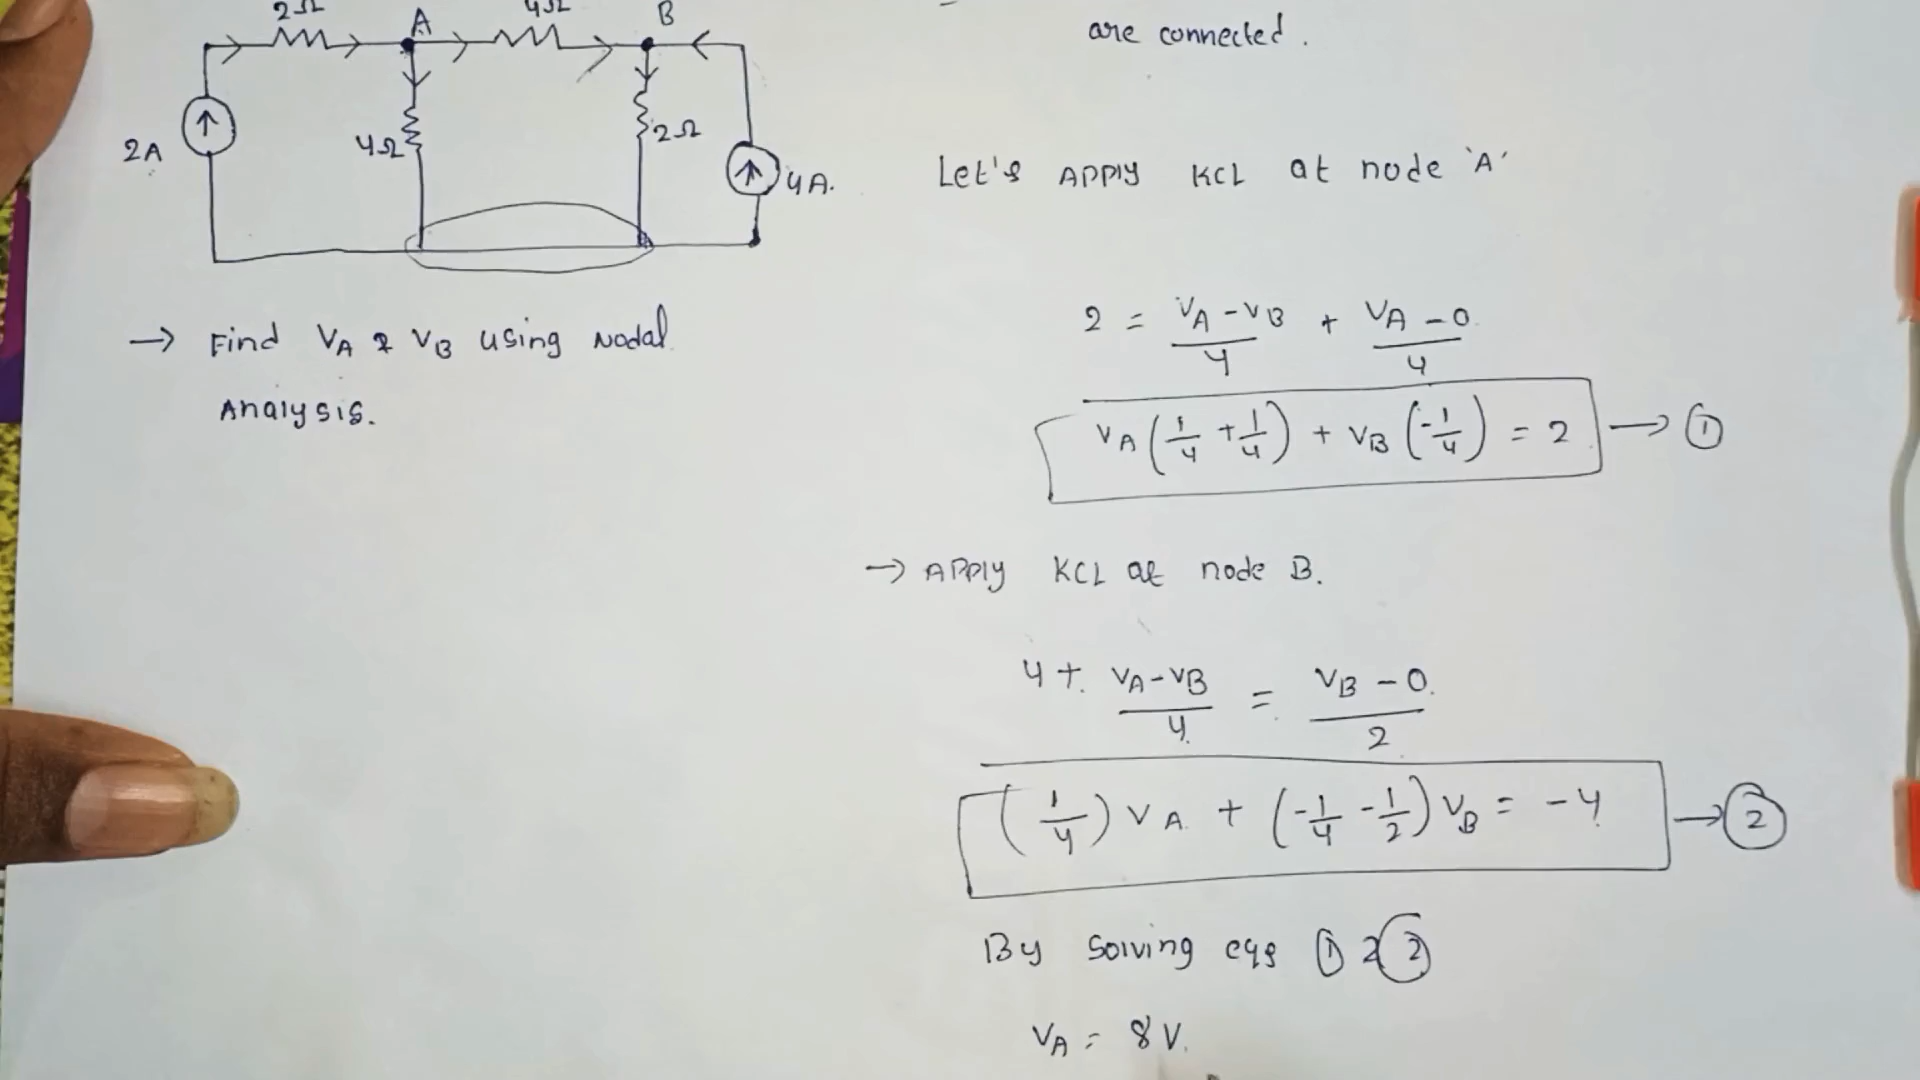 2Ω
A
4Ω
B
2A
4Ω
2Ω
4A.
→ Find VA & VB using Nodal
Analysis.
are connected.
Let's Apply KCL at node 'A'
2 = (VA - VB)/4 + (VA - 0)/4
VA (1/4 + 1/4) + VB (-1/4) = 2 → ①
→ Apply KCL at node B.
4 + (VA - VB)/4 = (VB - 0)/2
(1/4) VA + (-1/4 - 1/2) VB = -4 → ②
By Solving eqs ① & ②
VA = 8V.